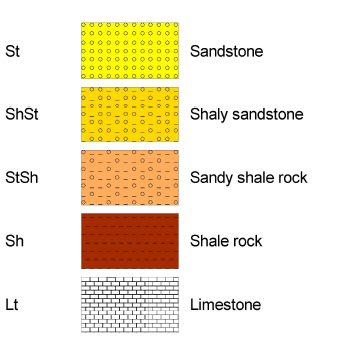 St Sandstone
ShSt Shaly sandstone
StSh Sandy shale rock
Sh Shale rock
Lt Limestone